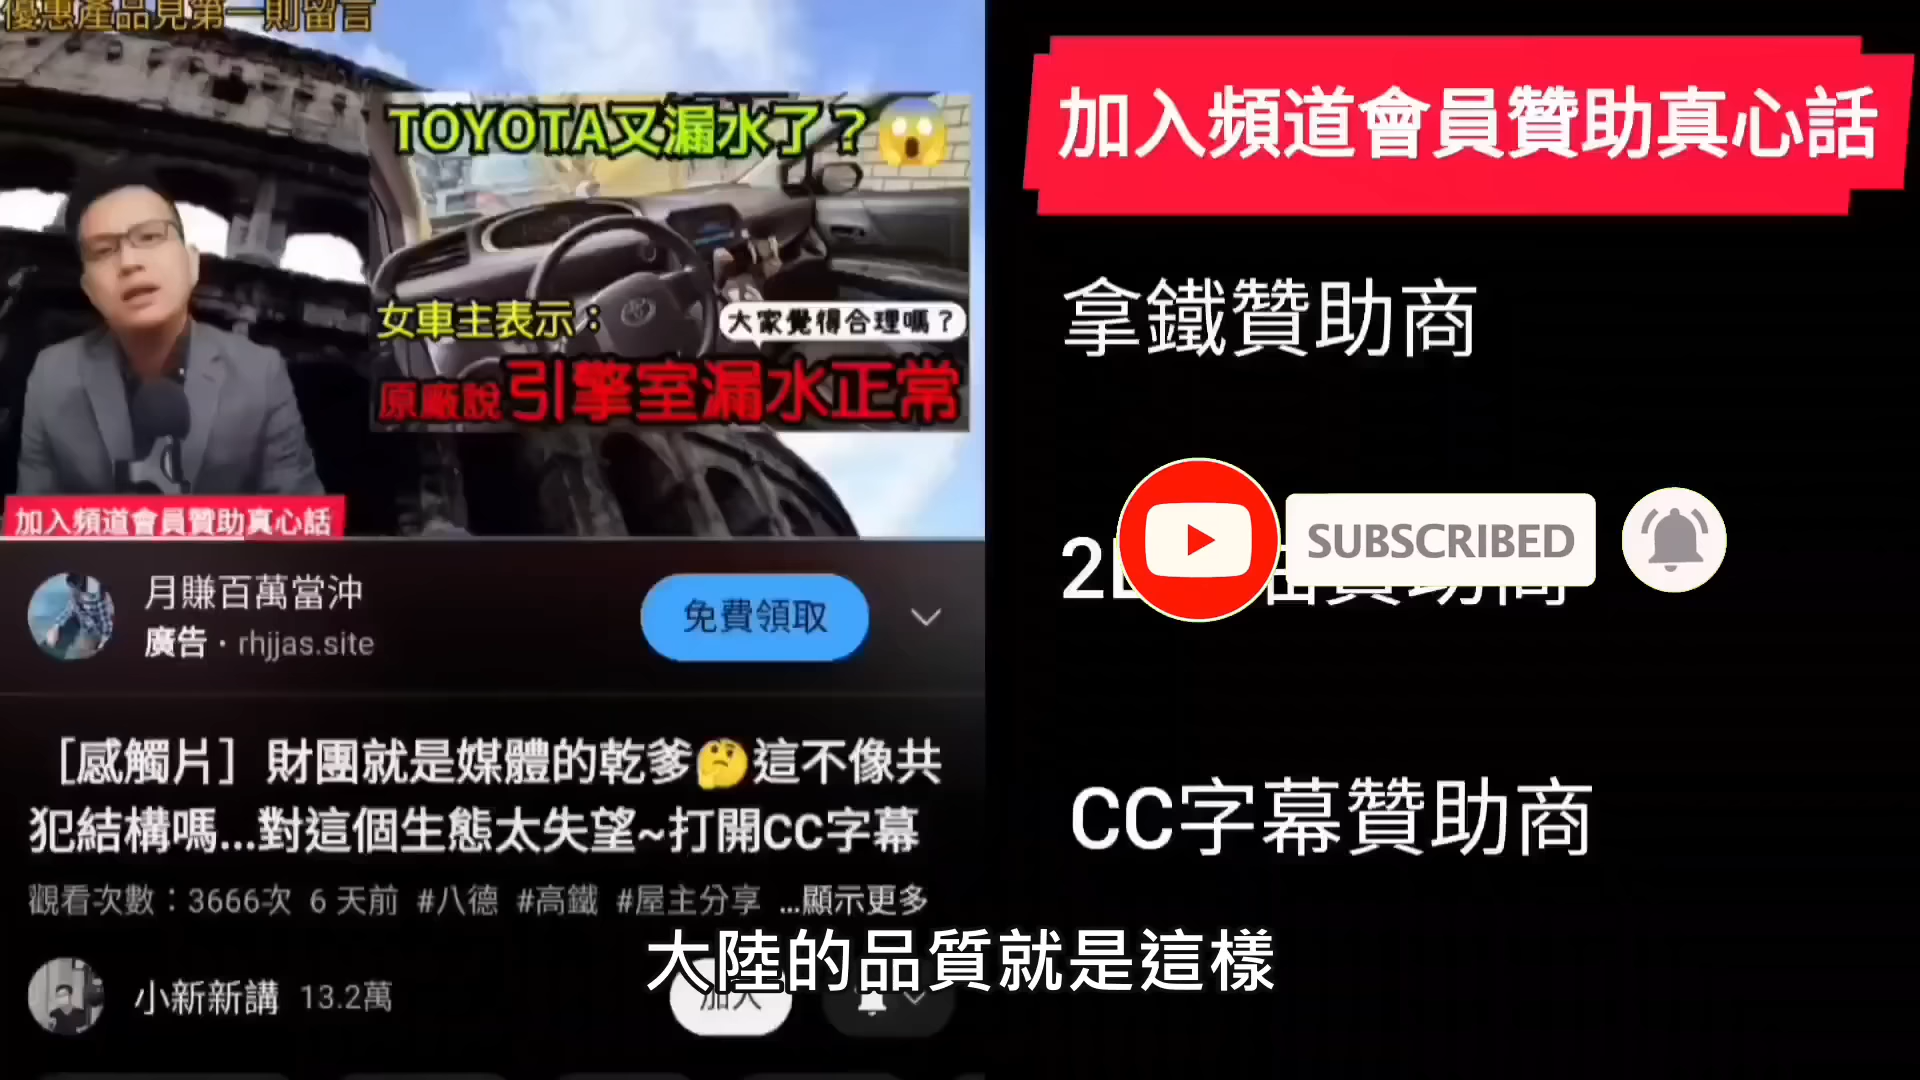 優惠產品見第一則留言
TOYOTA又漏水了？
女車主表示：
大家覺得合理嗎？
原廠說引擎室漏水正常
加入頻道會員贊助真心話
月賺百萬當沖
廣告・rhjjas.site
免費領取
［感觸片］財團就是媒體的乾爹🤔這不像共
犯結構嗎...對這個生態太失望~打開CC字幕
觀看次數：3666次 6 天前 #八德 #高鐵 #屋主分享 ...顯示更多
小新新講 13.2萬
加入
加入頻道會員贊助真心話
拿鐵贊助商
SUBSCRIBED
CC字幕贊助商
大陸的品質就是這樣